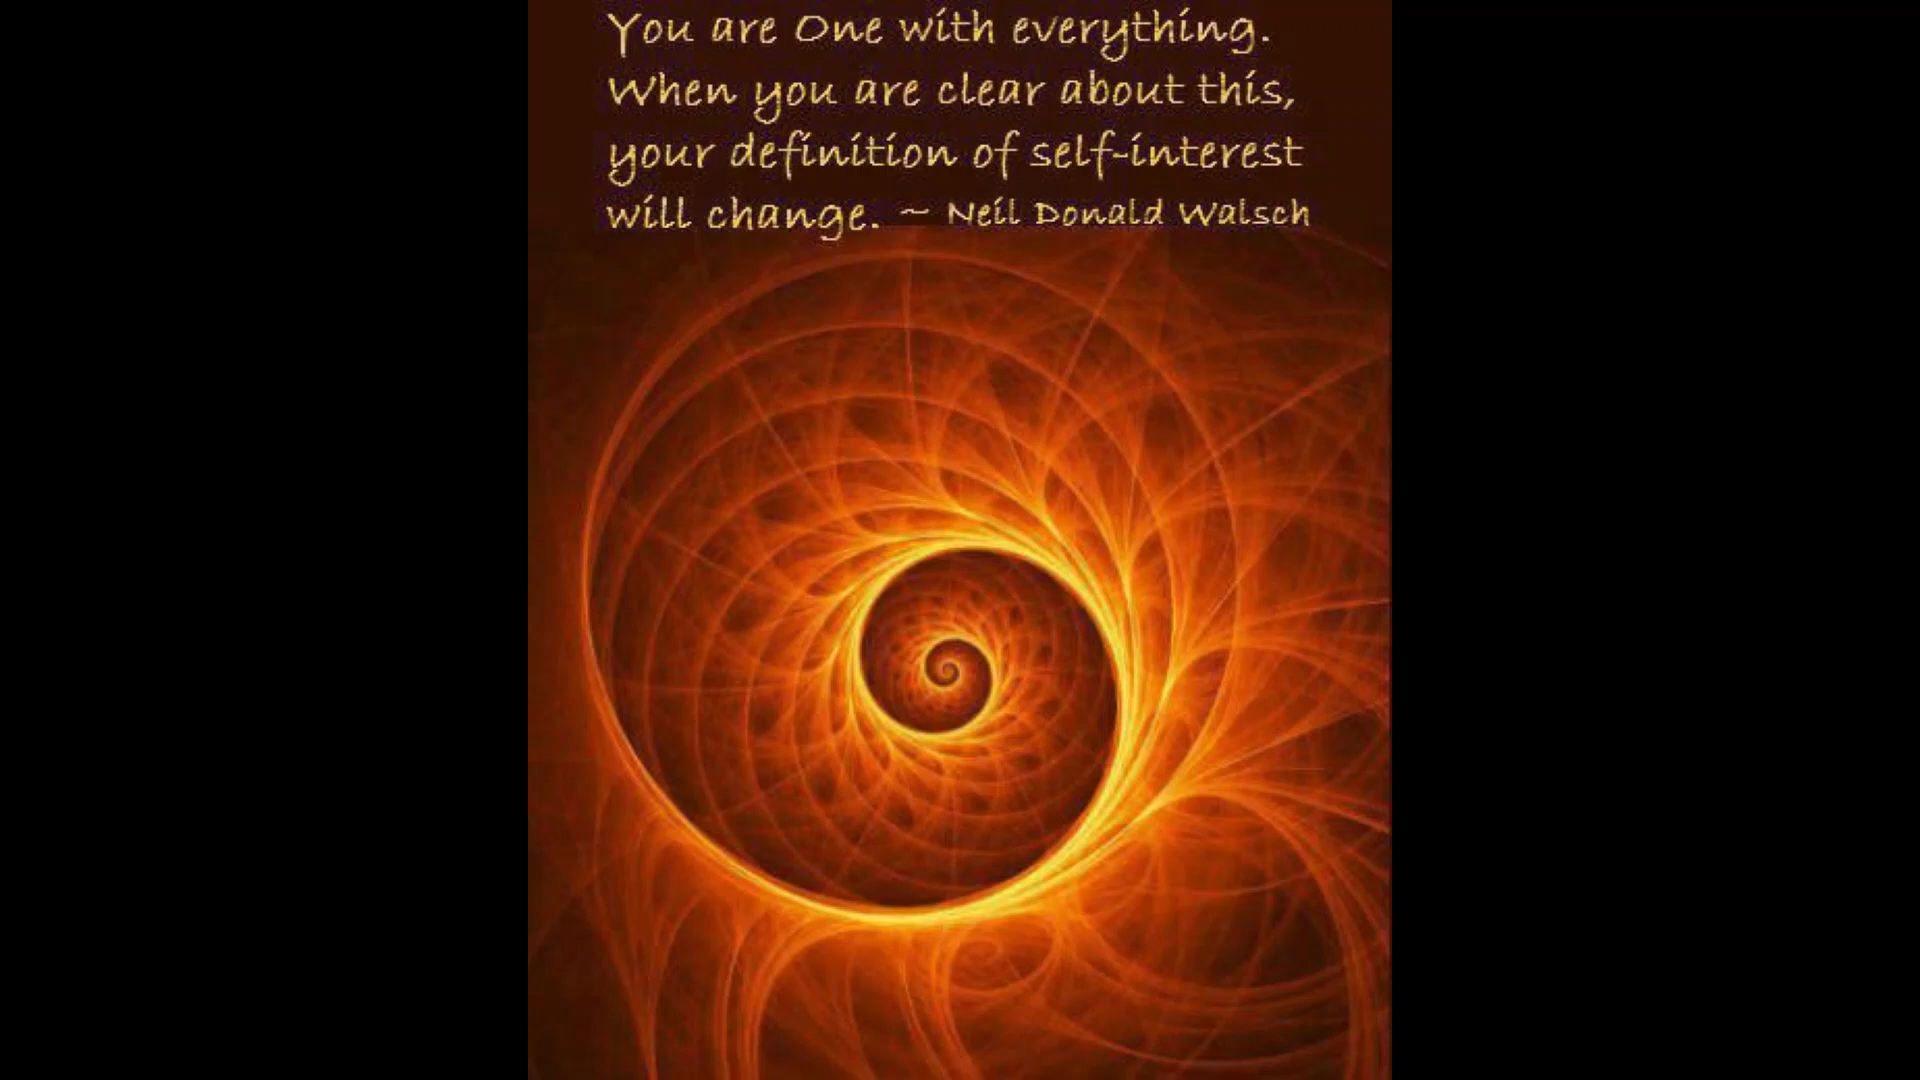 You are One with everything.
When you are clear about this,
your definition of self-interest
will change. ~ Neil Donald Walsch